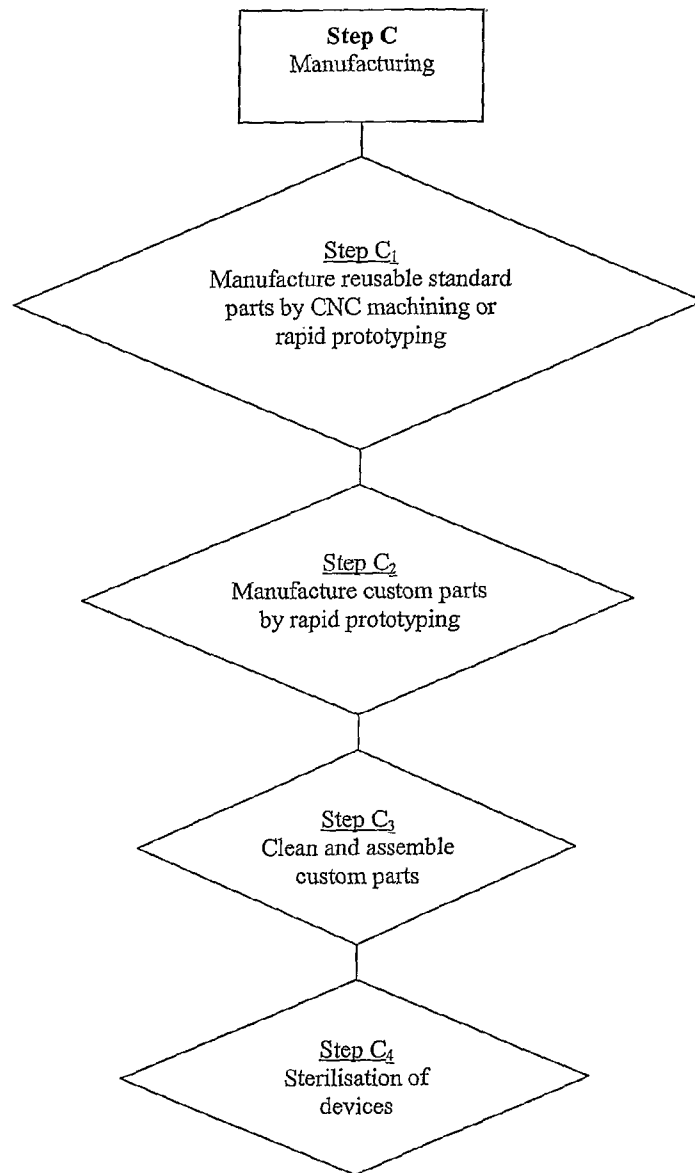 Step C
Manufacturing
Step C₁
Manufacture reusable standard
parts by CNC machining or
rapid prototyping
Step C₂
Manufacture custom parts
by rapid prototyping
Step C₃
Clean and assemble
custom parts
Step C₄
Sterilisation of
devices